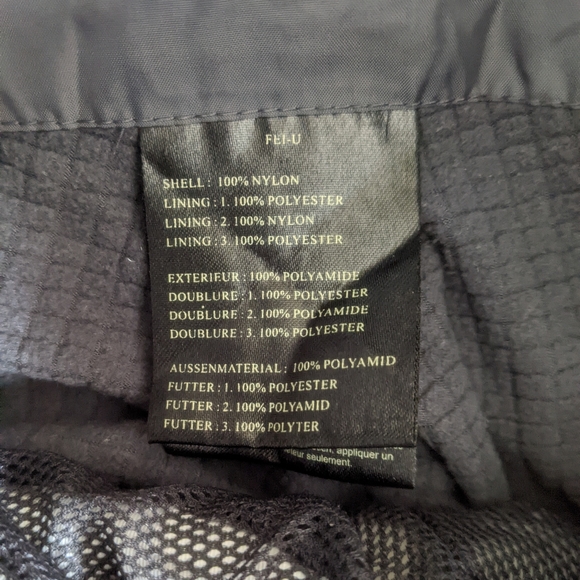 FEI-U
SHELL: 100% NYLON
LINING: 1. 100% POLYESTER
LINING: 2. 100% NYLON
LINING: 3. 100% POLYESTER
EXTERIEUR: 100% POLYAMIDE
DOUBLURE: 1. 100% POLYESTER
DOUBLURE: 2. 100% POLYAMIDE
DOUBLURE: 3. 100% POLYESTER
AUSSENMATERIAL: 100% POLYAMID
FUTTER: 1. 100% POLYESTER
FUTTER: 2. 100% POLYAMID
FUTTER: 3. 100% POLYTER
appliquer un
seulement.